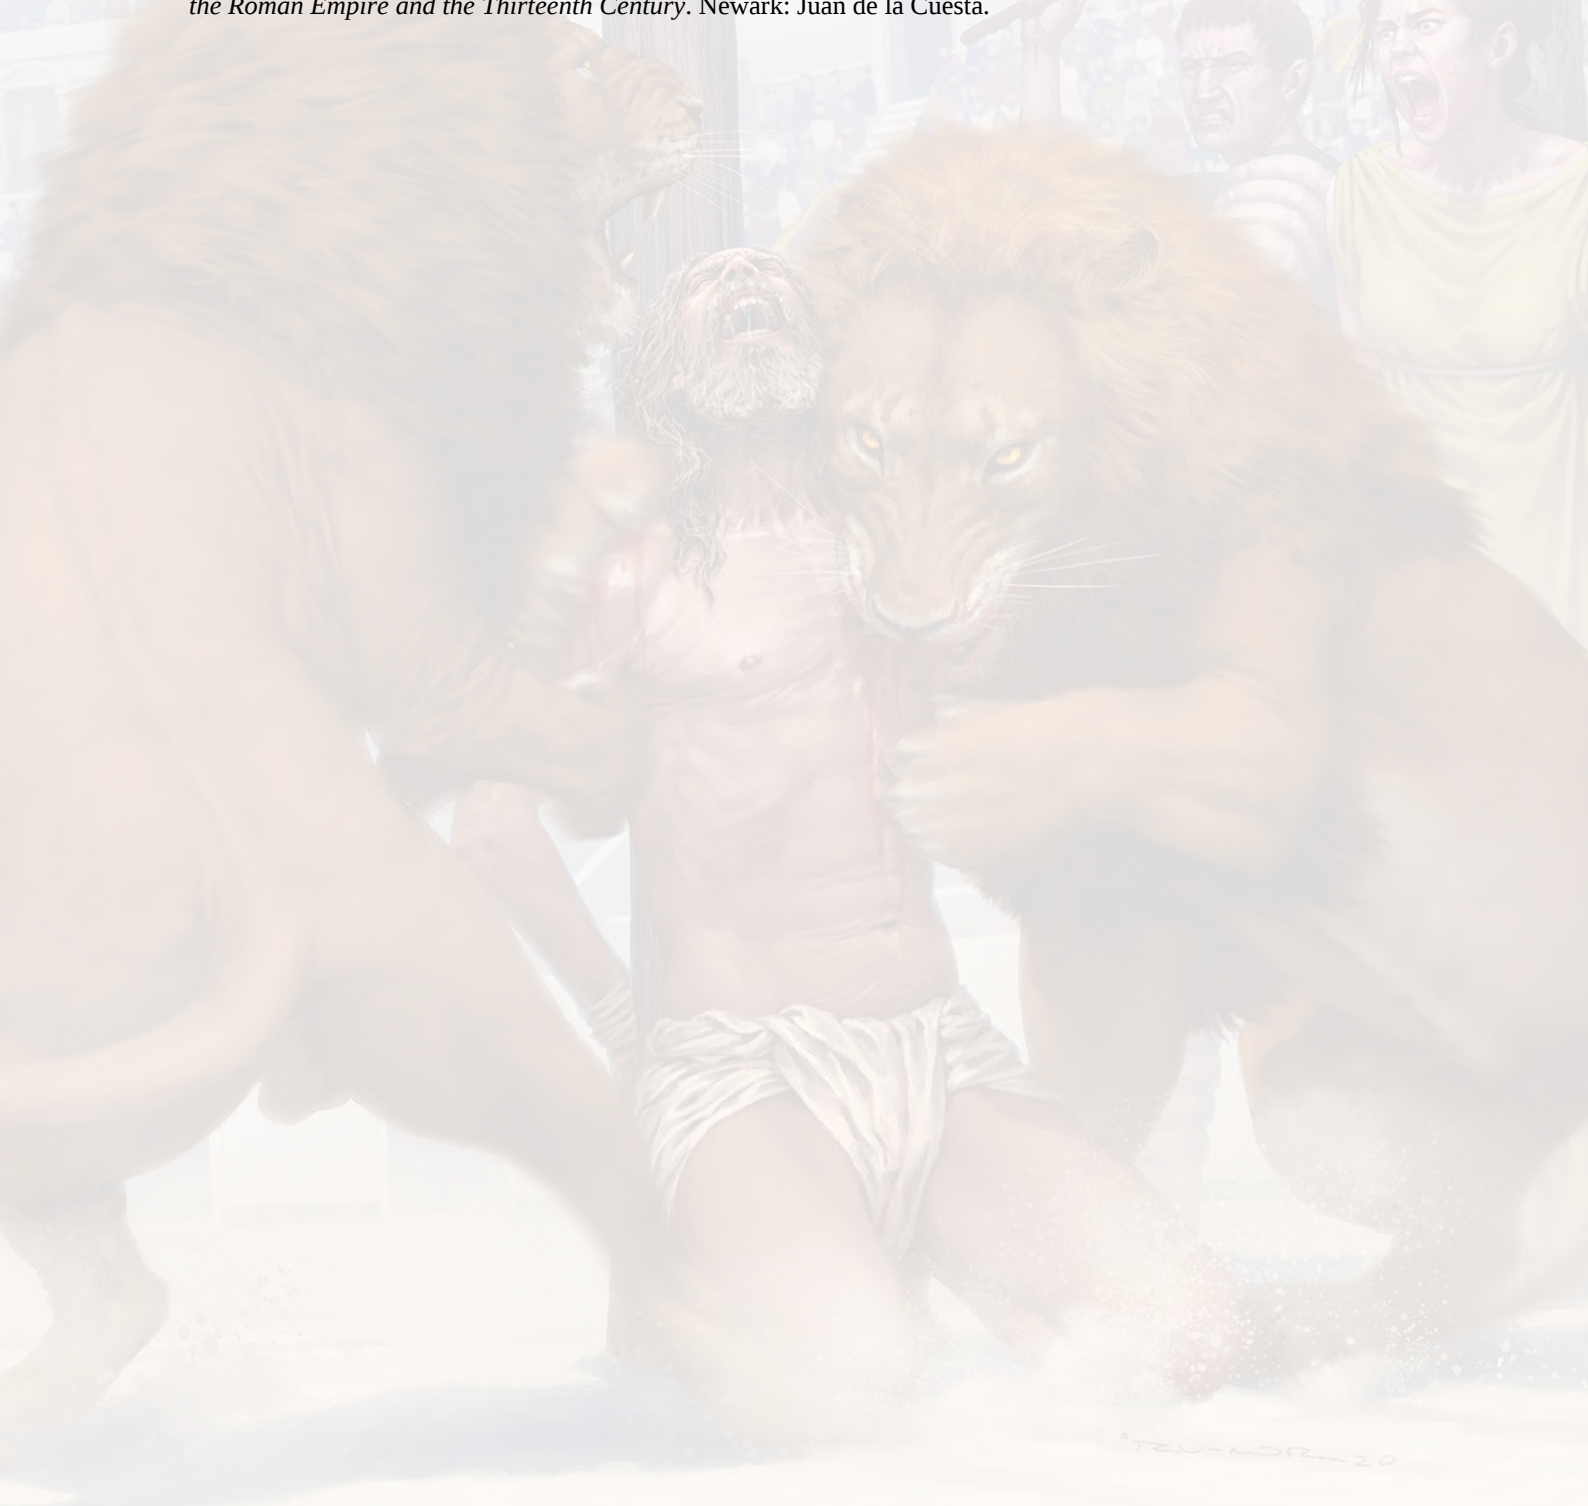 the Roman Empire and the Thirteenth Century. Newark: Juan de la Cuesta.